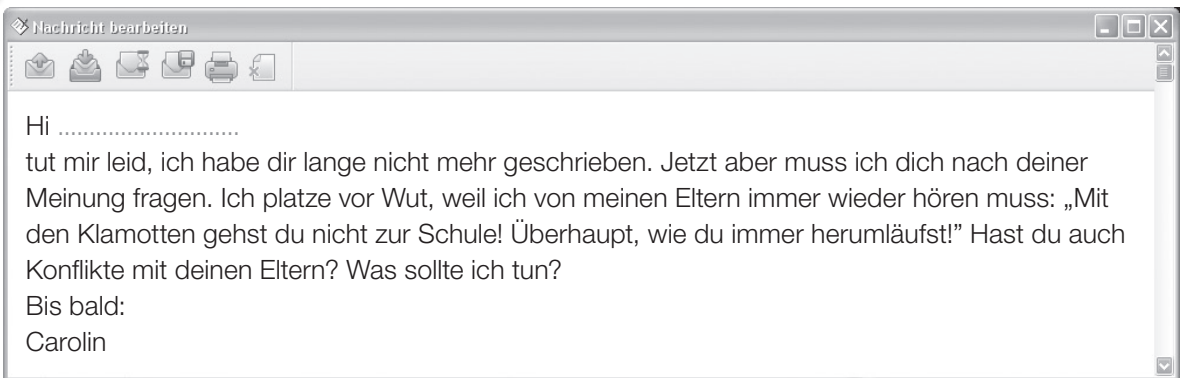 Nachricht bearbeiten
Hi .............................
tut mir leid, ich habe dir lange nicht mehr geschrieben. Jetzt aber muss ich dich nach deiner
Meinung fragen. Ich platze vor Wut, weil ich von meinen Eltern immer wieder hören muss: „Mit
den Klamotten gehst du nicht zur Schule! Überhaupt, wie du immer herumläufst!” Hast du auch
Konflikte mit deinen Eltern? Was sollte ich tun?
Bis bald:
Carolin